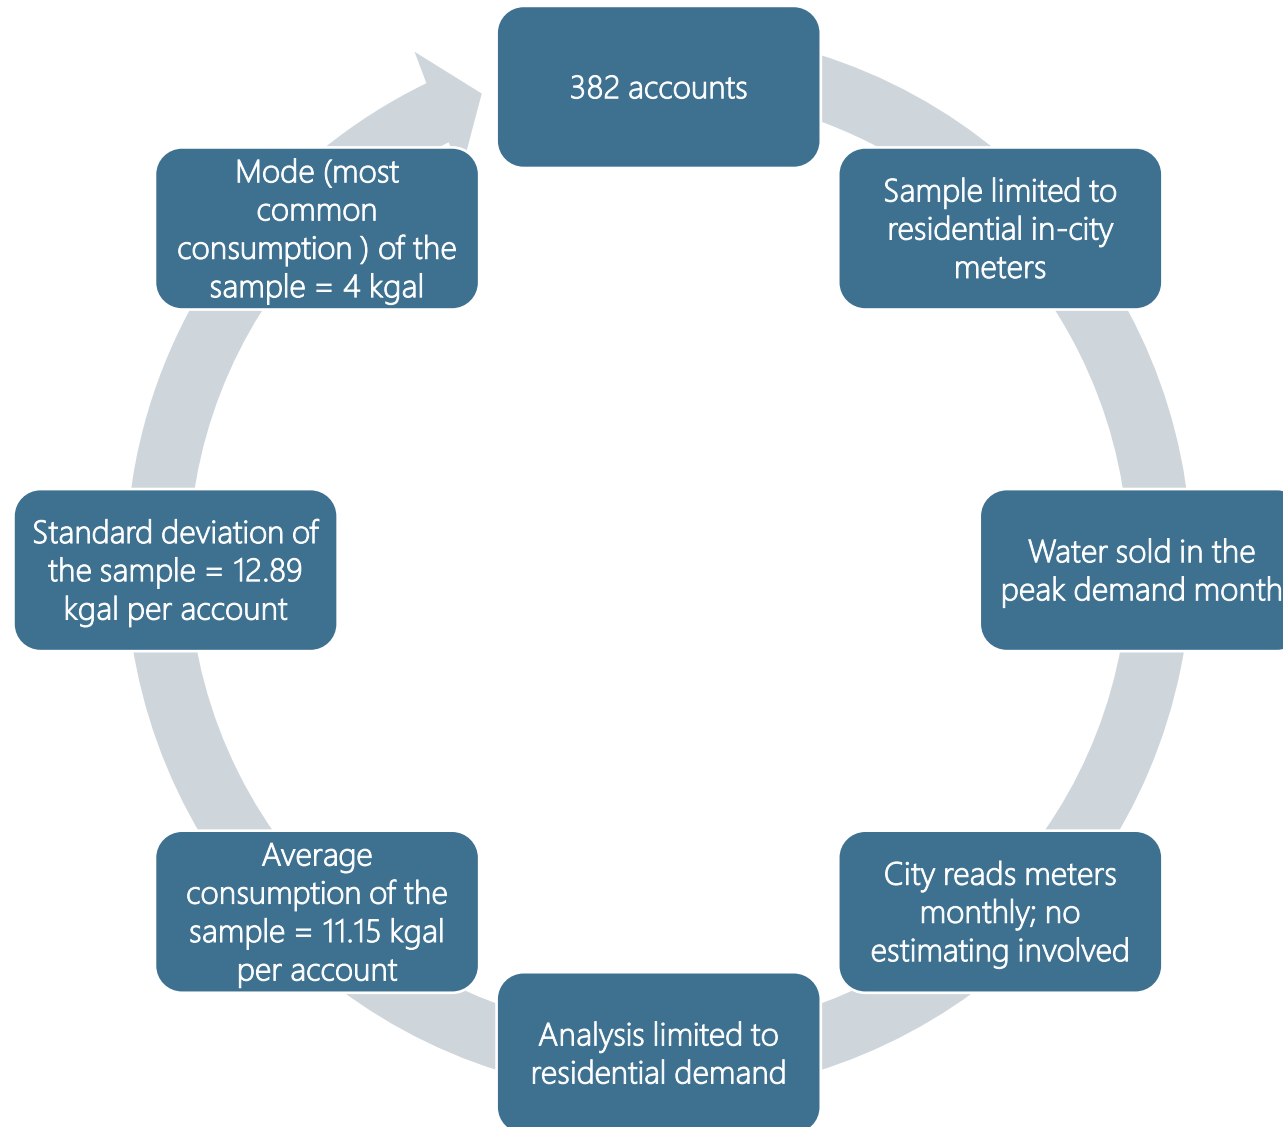 382 accounts
Sample limited to
residential in-city
meters
Water sold in the
peak demand month
City reads meters
monthly; no
estimating involved
Analysis limited to
residential demand
Average
consumption of the
sample = 11.15 kgal
per account
Standard deviation of
the sample = 12.89
kgal per account
Mode (most
common
consumption ) of the
sample = 4 kgal